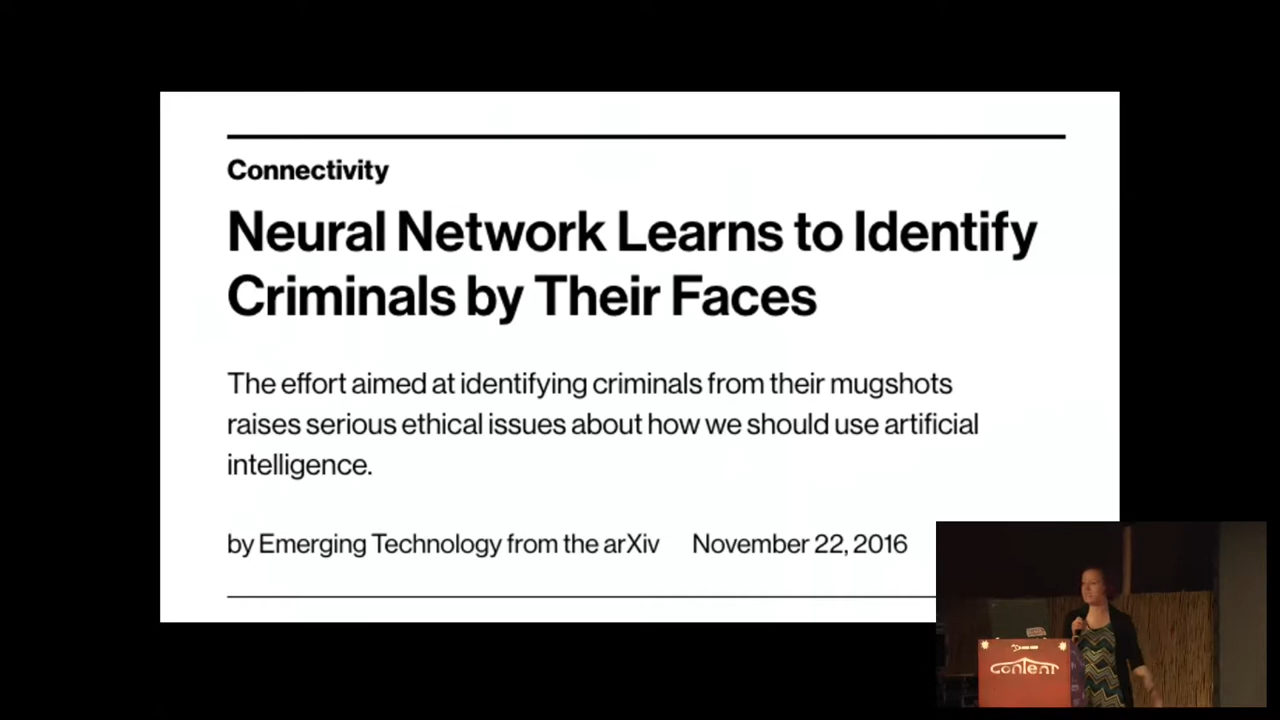 Connectivity
Neural Network Learns to Identify
Criminals by Their Faces
The effort aimed at identifying criminals from their mugshots
raises serious ethical issues about how we should use artificial
intelligence.
by Emerging Technology from the arXiv November 22, 2016
content